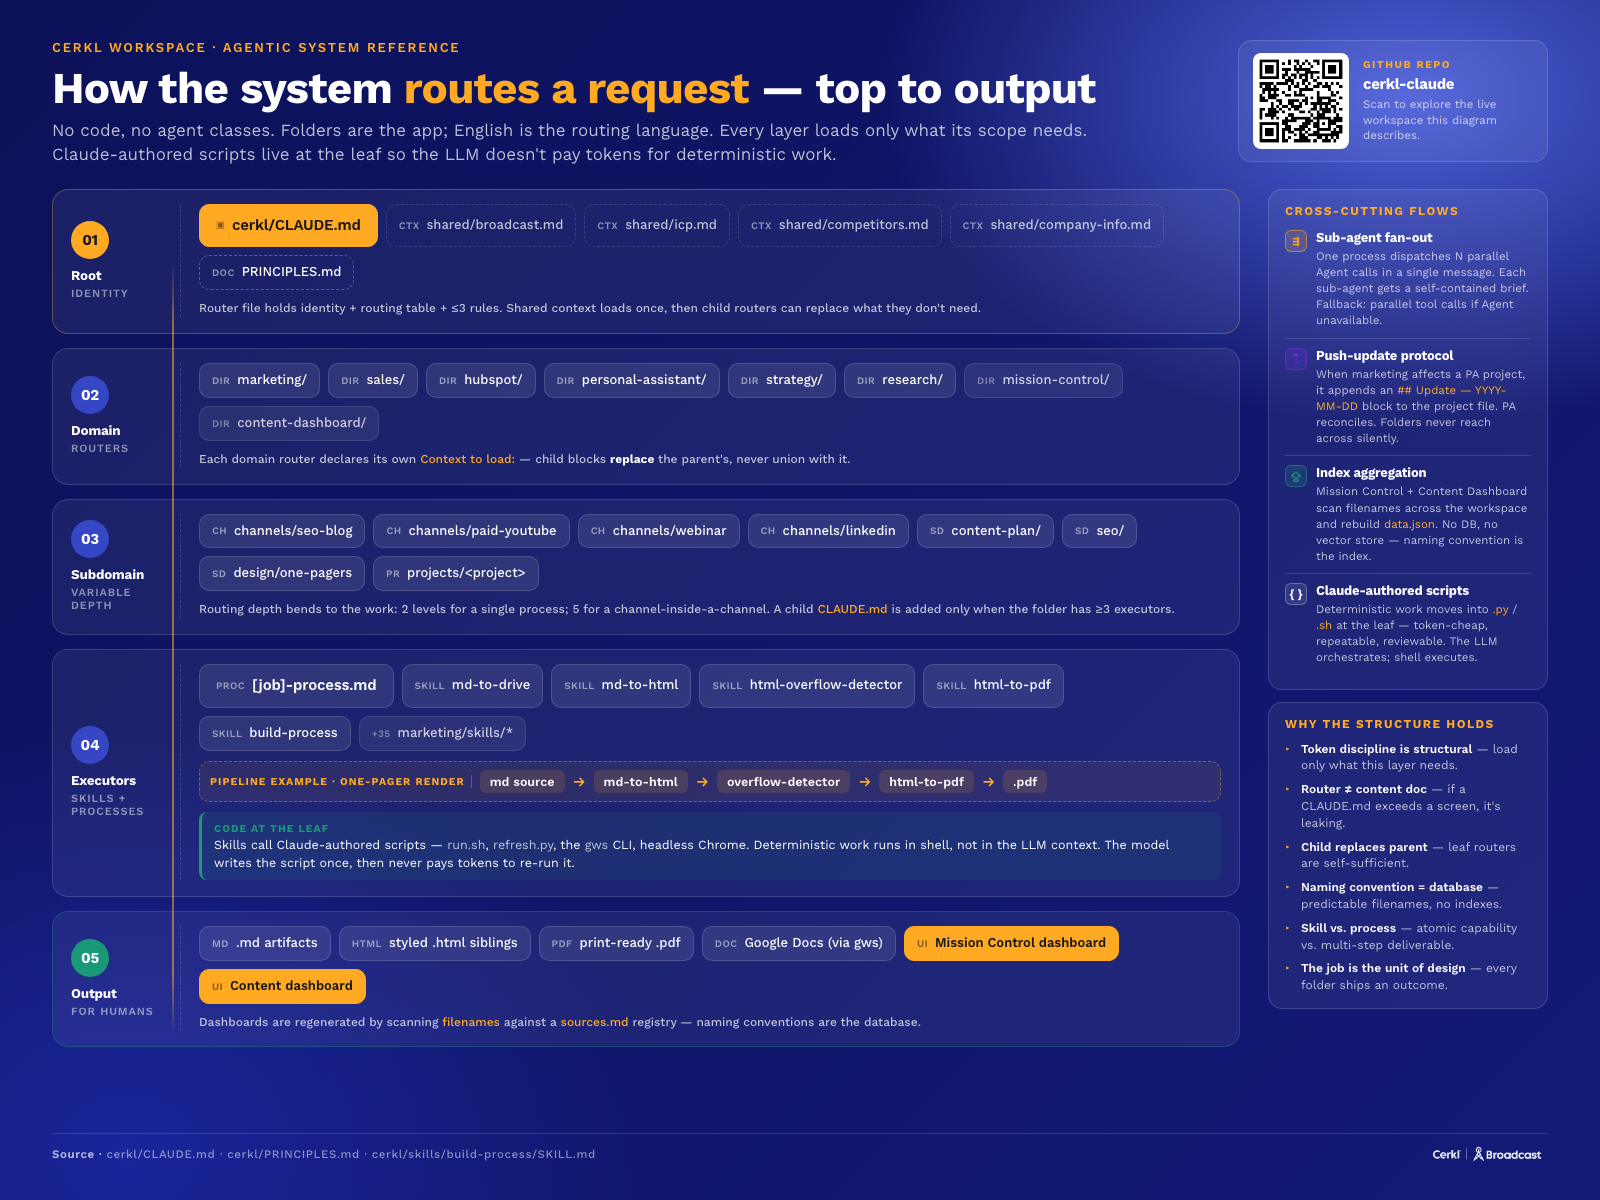 CERKL WORKSPACE · AGENTIC SYSTEM REFERENCE
How the system routes a request — top to output
No code, no agent classes. Folders are the app; English is the routing language. Every layer loads only what its scope needs.
Claude-authored scripts live at the leaf so the LLM doesn't pay tokens for deterministic work.
GITHUB REPO
cerkl-claude
Scan to explore the live
workspace this diagram
describes.
01
Root
IDENTITY
cerkl/CLAUDE.md
CTX shared/broadcast.md
CTX shared/icp.md
CTX shared/competitors.md
CTX shared/company-info.md
DOC PRINCIPLES.md
Router file holds identity + routing table + ≤3 rules. Shared context loads once, then child routers can replace what they don't need.
02
Domain
ROUTERS
DIR marketing/
DIR sales/
DIR hubspot/
DIR personal-assistant/
DIR strategy/
DIR research/
DIR mission-control/
DIR content-dashboard/
Each domain router declares its own Context to load: — child blocks replace the parent's, never union with it.
03
Subdomain
VARIABLE
DEPTH
CH channels/seo-blog
CH channels/paid-youtube
CH channels/webinar
CH channels/linkedin
SD content-plan/
SD seo/
SD design/one-pagers
PR projects/<project>
Routing depth bends to the work: 2 levels for a single process; 5 for a channel-inside-a-channel. A child CLAUDE.md is added only when the folder has ≥3 executors.
04
Executors
SKILLS +
PROCESSES
PROC [job]-process.md
SKILL md-to-drive
SKILL md-to-html
SKILL html-overflow-detector
SKILL html-to-pdf
SKILL build-process
+35 marketing/skills/*
PIPELINE EXAMPLE · ONE-PAGER RENDER
md source → md-to-html → overflow-detector → html-to-pdf → .pdf
CODE AT THE LEAF
Skills call Claude-authored scripts — run.sh, refresh.py, the gws CLI, headless Chrome. Deterministic work runs in shell, not in the LLM context. The model
writes the script once, then never pays tokens to re-run it.
05
Output
FOR HUMANS
MD .md artifacts
HTML styled .html siblings
PDF print-ready .pdf
DOC Google Docs (via gws)
UI Mission Control dashboard
UI Content dashboard
Dashboards are regenerated by scanning filenames against a sources.md registry — naming conventions are the database.
CROSS-CUTTING FLOWS
Sub-agent fan-out
One process dispatches N parallel
Agent calls in a single message. Each
sub-agent gets a self-contained brief.
Fallback: parallel tool calls if Agent
unavailable.
Push-update protocol
When marketing affects a PA project,
it appends an ## Update — YYYY-
MM-DD block to the project file. PA
reconciles. Folders never reach
across silently.
Index aggregation
Mission Control + Content Dashboard
scan filenames across the workspace
and rebuild data.json. No DB, no
vector store — naming convention is
the index.
{ } Claude-authored scripts
Deterministic work moves into .py /
.sh at the leaf — token-cheap,
repeatable, reviewable. The LLM
orchestrates; shell executes.
WHY THE STRUCTURE HOLDS
Token discipline is structural — load
only what this layer needs.
Router ≠ content doc — if a
CLAUDE.md exceeds a screen, it's
leaking.
Child replaces parent — leaf routers
are self-sufficient.
Naming convention = database —
predictable filenames, no indexes.
Skill vs. process — atomic capability
vs. multi-step deliverable.
The job is the unit of design — every
folder ships an outcome.
Source · cerkl/CLAUDE.md · cerkl/PRINCIPLES.md · cerkl/skills/build-process/SKILL.md
Cerkl | Broadcast